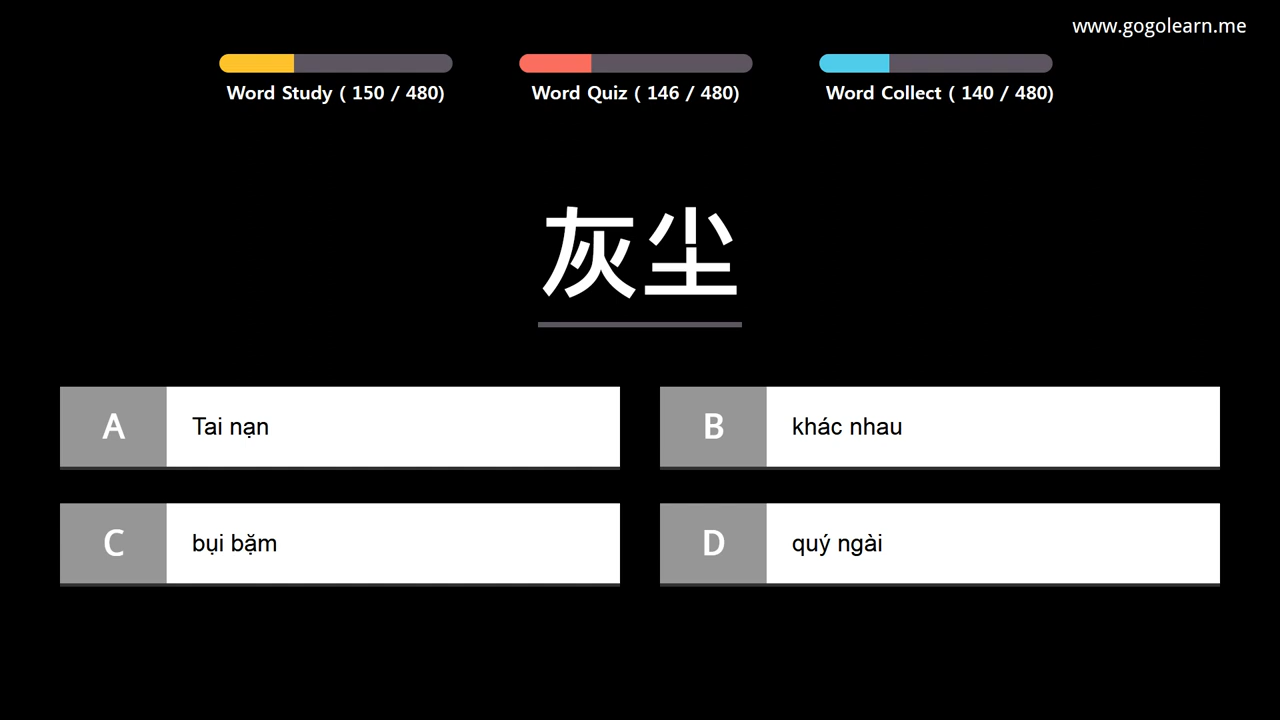 www.gogolearn.me
Word Study ( 150 / 480)
Word Quiz ( 146 / 480)
Word Collect ( 140 / 480)
灰尘
A Tai nạn
B khác nhau
C bụi bặm
D quý ngài